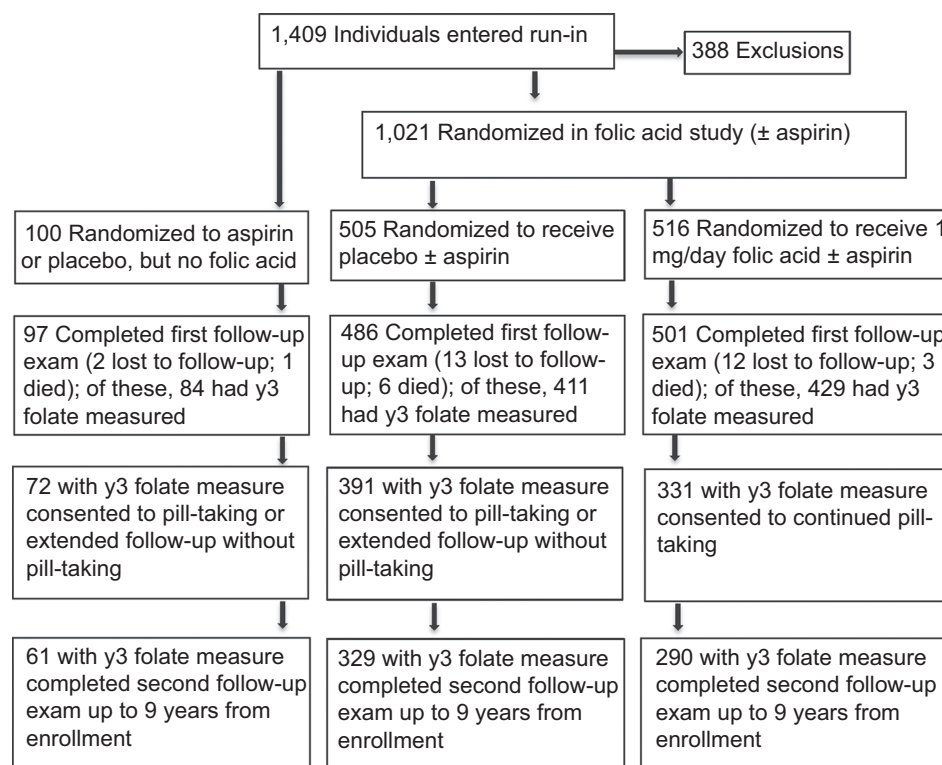 1,409 Individuals entered run-in
388 Exclusions
1,021 Randomized in folic acid study (± aspirin)
100 Randomized to aspirin
or placebo, but no folic acid
505 Randomized to receive
placebo ± aspirin
516 Randomized to receive 1
mg/day folic acid ± aspirin
97 Completed first follow-up
exam (2 lost to follow-up; 1
died); of these, 84 had y3
folate measured
486 Completed first follow-
up exam (13 lost to follow-
up; 6 died); of these, 411
had y3 folate measured
501 Completed first follow-up
exam (12 lost to follow-up; 3
died); of these, 429 had y3
folate measured
72 with y3 folate measure
consented to pill-taking or
extended follow-up without
pill-taking
391 with y3 folate measure
consented to pill-taking or
extended follow-up without
pill-taking
331 with y3 folate measure
consented to continued pill-
taking
61 with y3 folate measure
completed second follow-up
exam up to 9 years from
enrollment
329 with y3 folate measure
completed second follow-up
exam up to 9 years from
enrollment
290 with y3 folate measure
completed second follow-up
exam up to 9 years from
enrollment